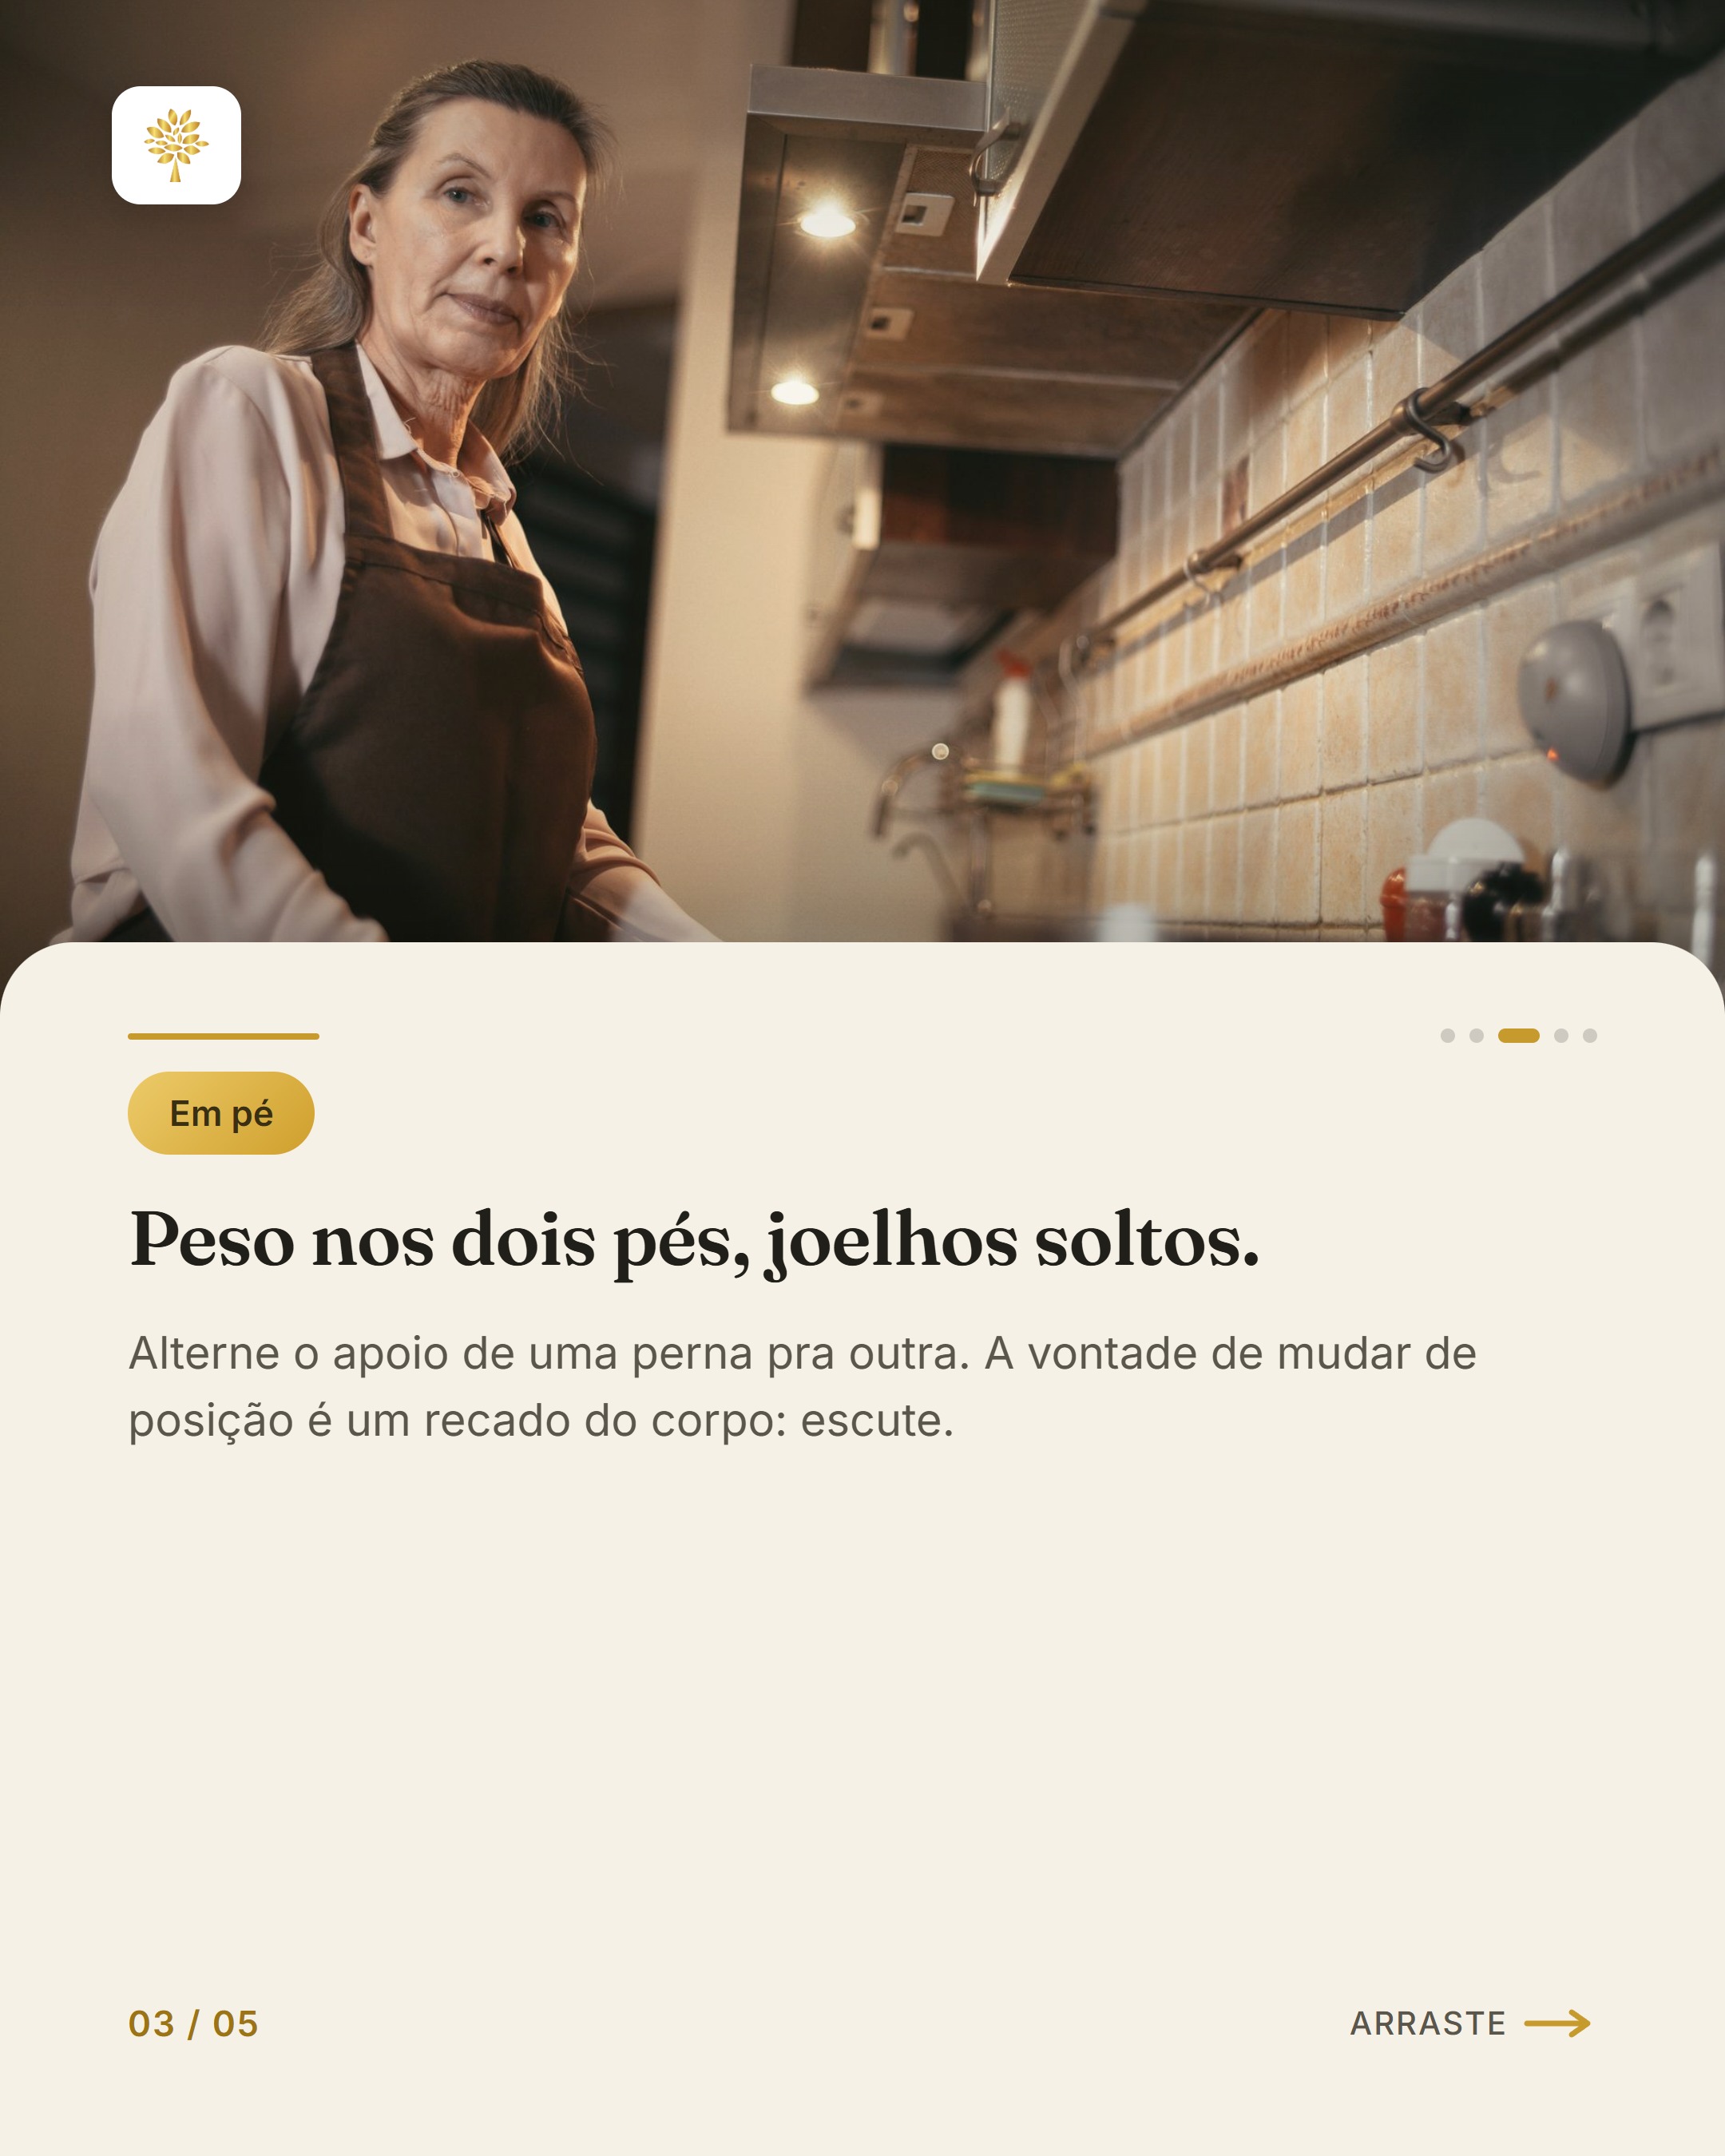 Em pé
Peso nos dois pés, joelhos soltos.
Alterne o apoio de uma perna pra outra. A vontade de mudar de
posição é um recado do corpo: escute.
03 / 05
ARRASTE